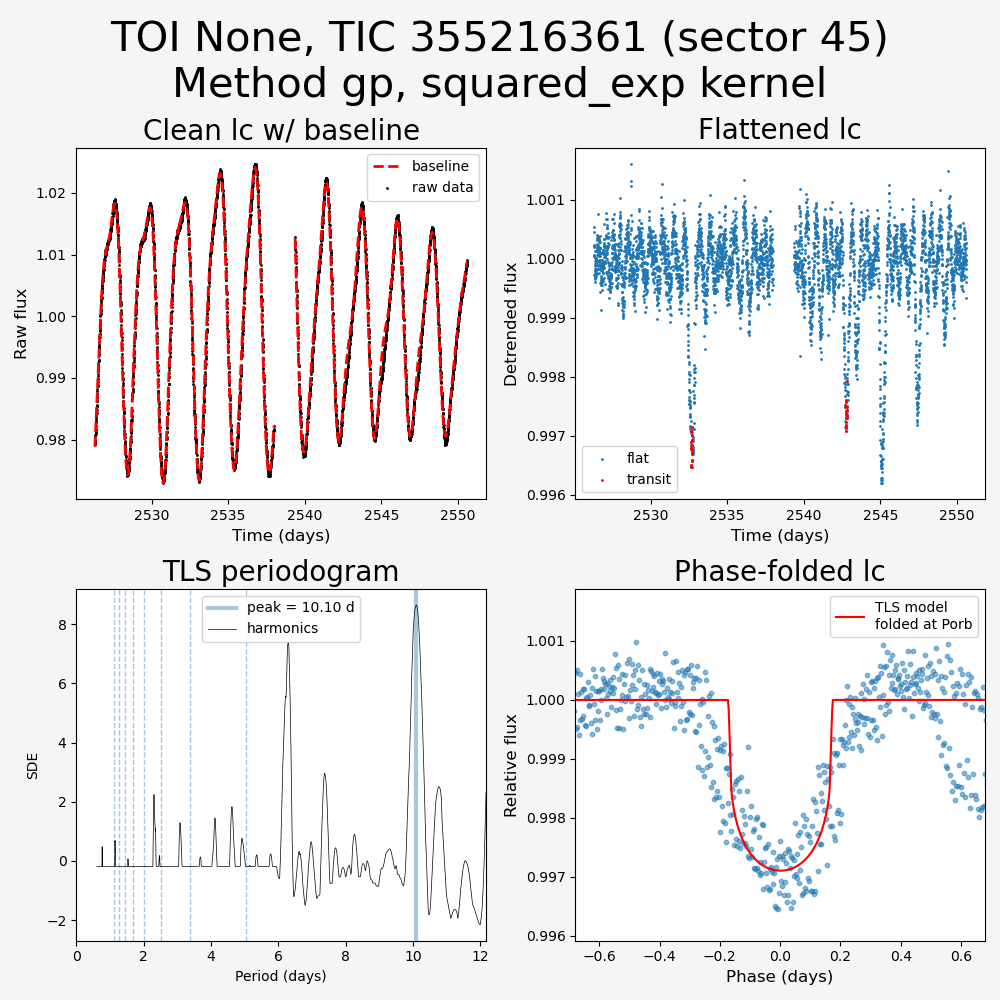 TOI None, TIC 355216361 (sector 45)
Method gp, squared_exp kernel
Clean lc w/ baseline
baseline
raw data
Raw flux
1.02
1.01
1.00
0.99
0.98
2530
2535
2540
2545
2550
Time (days)
Flattened lc
Detrended flux
1.001
1.000
0.999
0.998
0.997
0.996
flat
transit
2530
2535
2540
2545
2550
Time (days)
TLS periodogram
peak = 10.10 d
harmonics
SDE
8
6
4
2
0
−2
0
2
4
6
8
10
12
Period (days)
Phase-folded lc
TLS model
folded at Porb
Relative flux
1.001
1.000
0.999
0.998
0.997
0.996
−0.6
−0.4
−0.2
0.0
0.2
0.4
0.6
Phase (days)